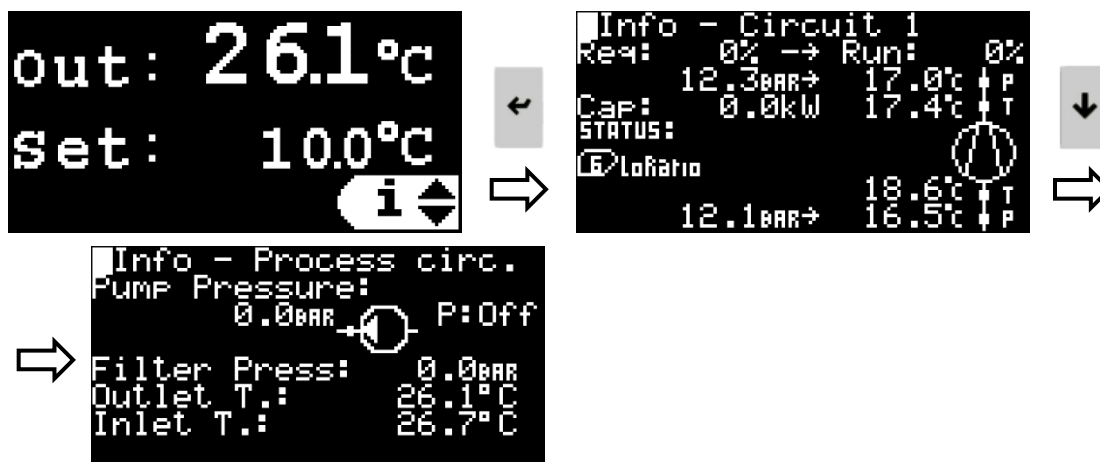 Out: 26.1°C
Set: 10.0°C
i
Info - Circuit 1
Req: 0% → Run: 0%
12.3BAR→ 17.0°c P
Cap: 0.0kW 17.4°c T
STATUS:
6 LoRatio
18.6°c T
12.1BAR→ 16.5°c P
Info - Process circ.
Pump Pressure:
0.0BAR P:Off
Filter Press: 0.0BAR
Outlet T.: 26.1°C
Inlet T.: 26.7°C